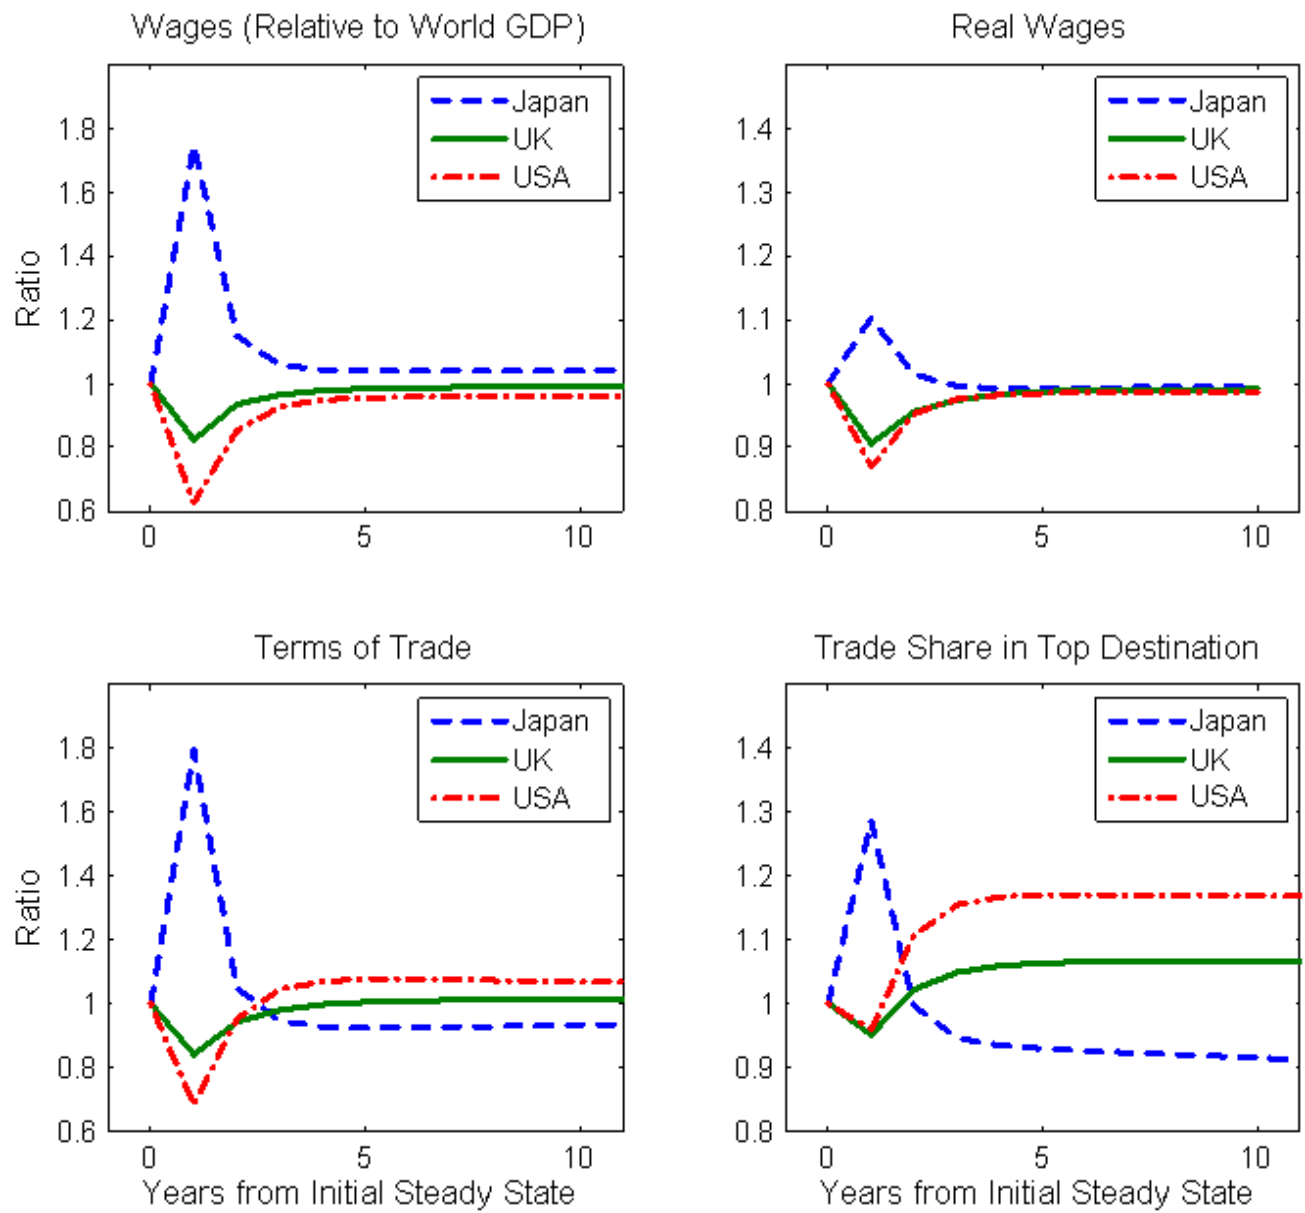 Wages (Relative to World GDP)
Ratio
1.8
1.6
1.4
1.2
1
0.8
0.6
0
5
10
Japan
UK
USA
Real Wages
1.4
1.3
1.2
1.1
1
0.9
0.8
0
5
10
Japan
UK
USA
Terms of Trade
Ratio
1.8
1.6
1.4
1.2
1
0.8
0.6
0
5
10
Japan
UK
USA
Years from Initial Steady State
Trade Share in Top Destination
1.4
1.3
1.2
1.1
1
0.9
0.8
0
5
10
Japan
UK
USA
Years from Initial Steady State